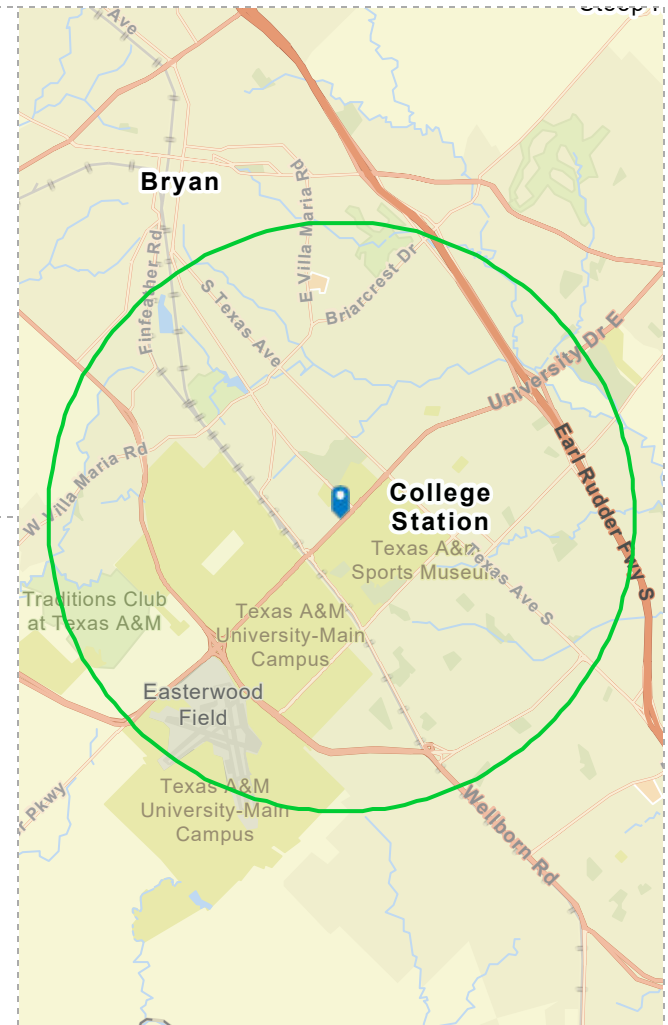 Ave
Bryan
E Villa Maria Rd
Finfeather Rd
Briarcrest Dr
S Texas Ave
University Dr E
Earl Rudder Fwy S
W Villa Maria Rd
College
Station
Texas A&
Sports Museu
Texas Ave S
Traditions Club
at Texas A&M
Texas A&M
University-Main
Campus
Easterwood
Field
Texas A&M
University-Main
Campus
r Pkwy
Wellborn Rd